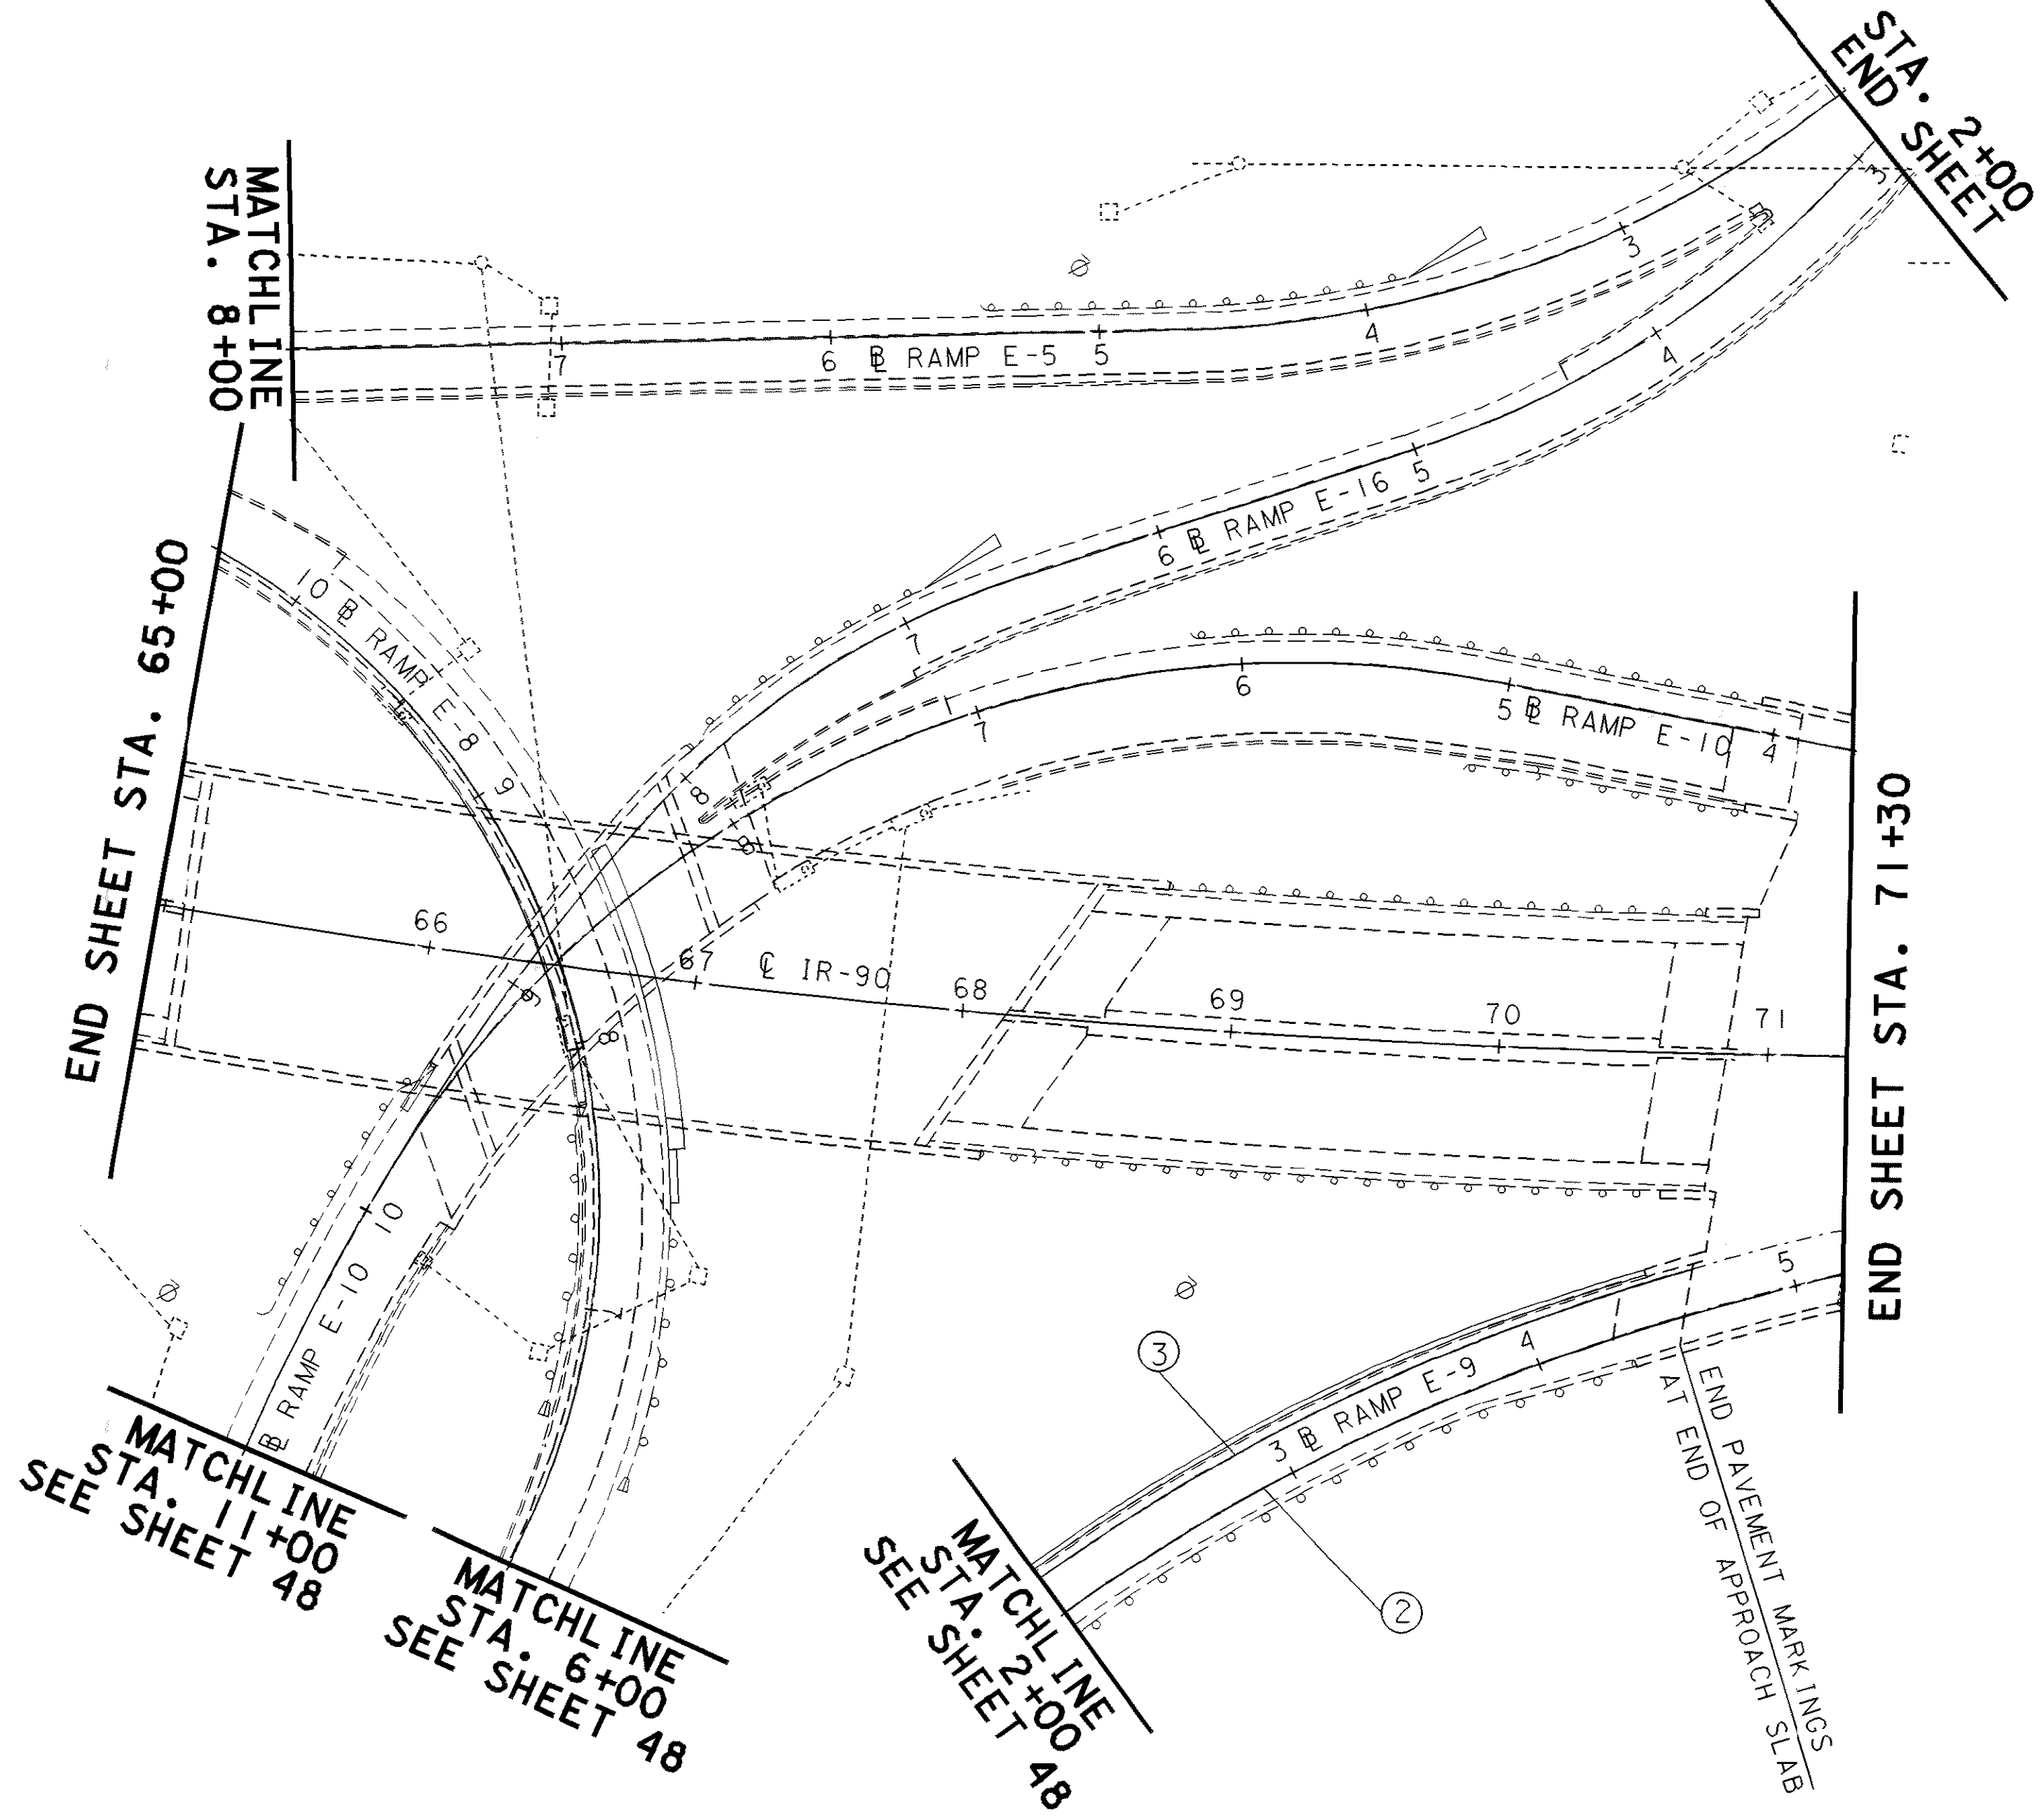 STA. 2+00
END SHEET
MATCHLINE
STA. 8+00
3
3
4
5
℄ RAMP E-5
6
7
4
5
℄ RAMP E-16
6
7
8
END SHEET STA. 65+00
10 ℄ RAMP E-8 9
8
4
℄ RAMP E-10
5
6
7
8
9
10
℄ RAMP E-10
66
67
℄ IR-90
68
69
70
71
END SHEET STA. 71+30
5
4
℄ RAMP E-9
3
3
2
END PAVEMENT MARKINGS
AT END OF APPROACH SLAB
MATCHLINE
STA. 11+00
SEE SHEET 48
MATCHLINE
STA. 6+00
SEE SHEET 48
MATCHLINE
STA. 2+00
SEE SHEET 48